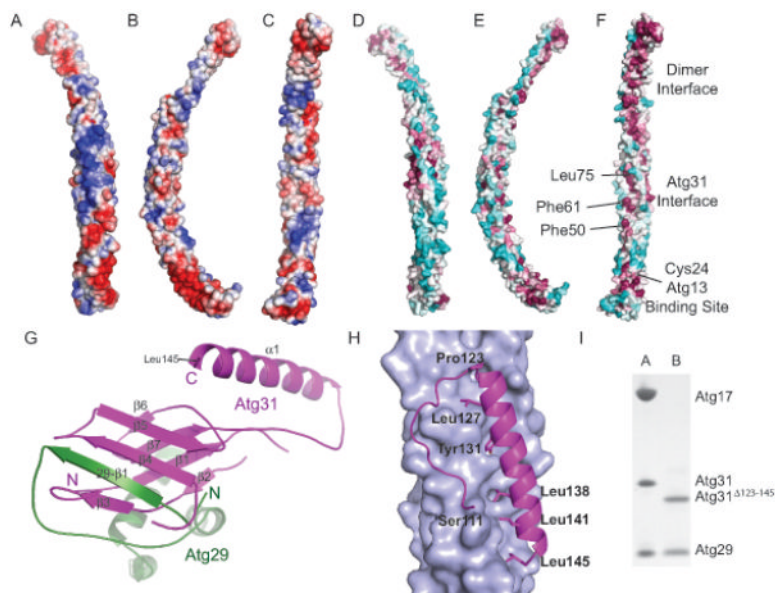 A B C D E F
Dimer
Interface
Leu75
Atg31
Interface
Phe61
Phe50
Cys24
Atg13
Binding Site
G H I
Leu145
α1
C
Atg31
β6
β7
β4
β1
β2
29-β1
N
N
β3
Atg29
Pro123
Leu127
Tyr131
Leu138
Ser111
Leu141
Leu145
A B
Atg17
Atg31
Atg31Δ123-145
Atg29